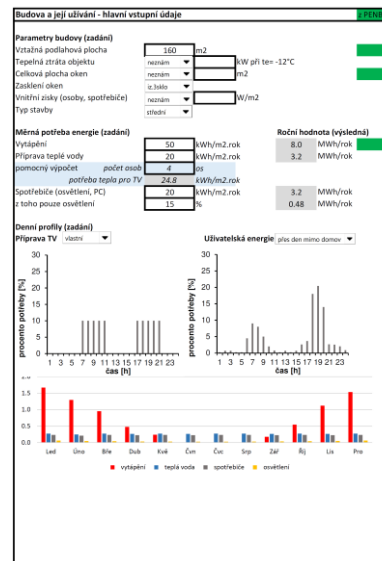 Budova a její užívání - hlavní vstupní údaje z PENB
Parametry budovy (zadání)
Vztažná podlahová plocha 160 m2
Tepelná ztráta objektu neznám kW při te= -12°C
Celková plocha oken neznám m2
Zasklení oken iz.3sklo
Vnitřní zisky (osoby, spotřebiče) neznám W/m2
Typ stavby střední
Měrná potřeba energie (zadání) Roční hodnota (výsledná)
Vytápění 50 kWh/m2.rok 8.0 MWh/rok
Příprava teplé vody 20 kWh/m2.rok 3.2 MWh/rok
pomocný výpočet počet osob 4 os
potřeba tepla pro TV 24.8 kWh/m2.rok
Spotřebiče (osvětlení, PC) 20 kWh/m2.rok 3.2 MWh/rok
z toho pouze osvětlení 15 % 0.48 MWh/rok
Denní profily (zadání)
Příprava TV vlastní Uživatelská energie přes den mimo domov
procento potřeby [%]
30
25
20
15
10
5
0
1 3 5 7 9 11 13 15 17 19 21 23
čas [h]
procento potřeby [%]
30
25
20
15
10
5
0
1 3 5 7 9 11 13 15 17 19 21 23
čas [h]
2.0
1.5
1.0
0.5
0.0
Led Úno Bře Dub Kvě Čvn Čvc Srp Zář Říj Lis Pro
vytápění teplá voda spotřebiče osvětlení